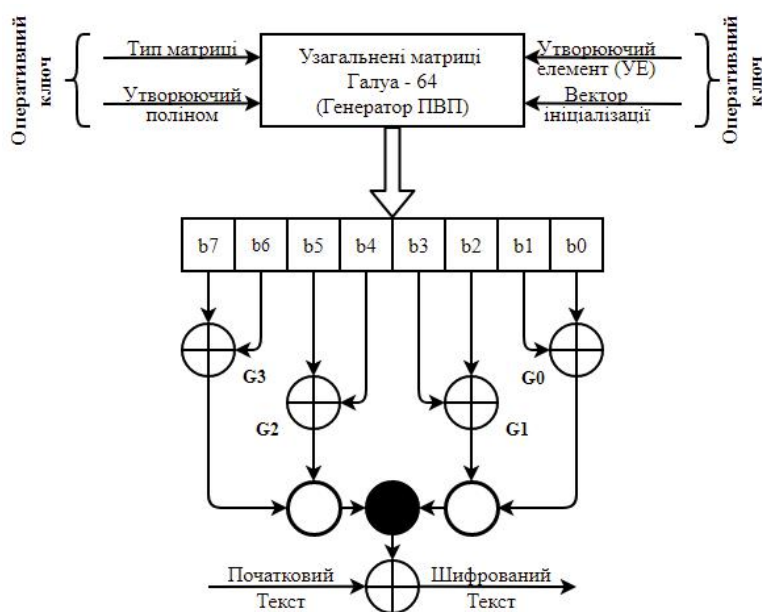 Оперативний
ключ
Тип матриці
Утворюючий
поліном
Узагальнені матриці
Галуа - 64
(Генератор ПВП)
Утворюючий
елемент (УЕ)
Вектор
ініціалізації
Оперативний
ключ
b7 b6 b5 b4 b3 b2 b1 b0
G3
G0
G2
G1
Початковий
Текст
Шифрований
Текст